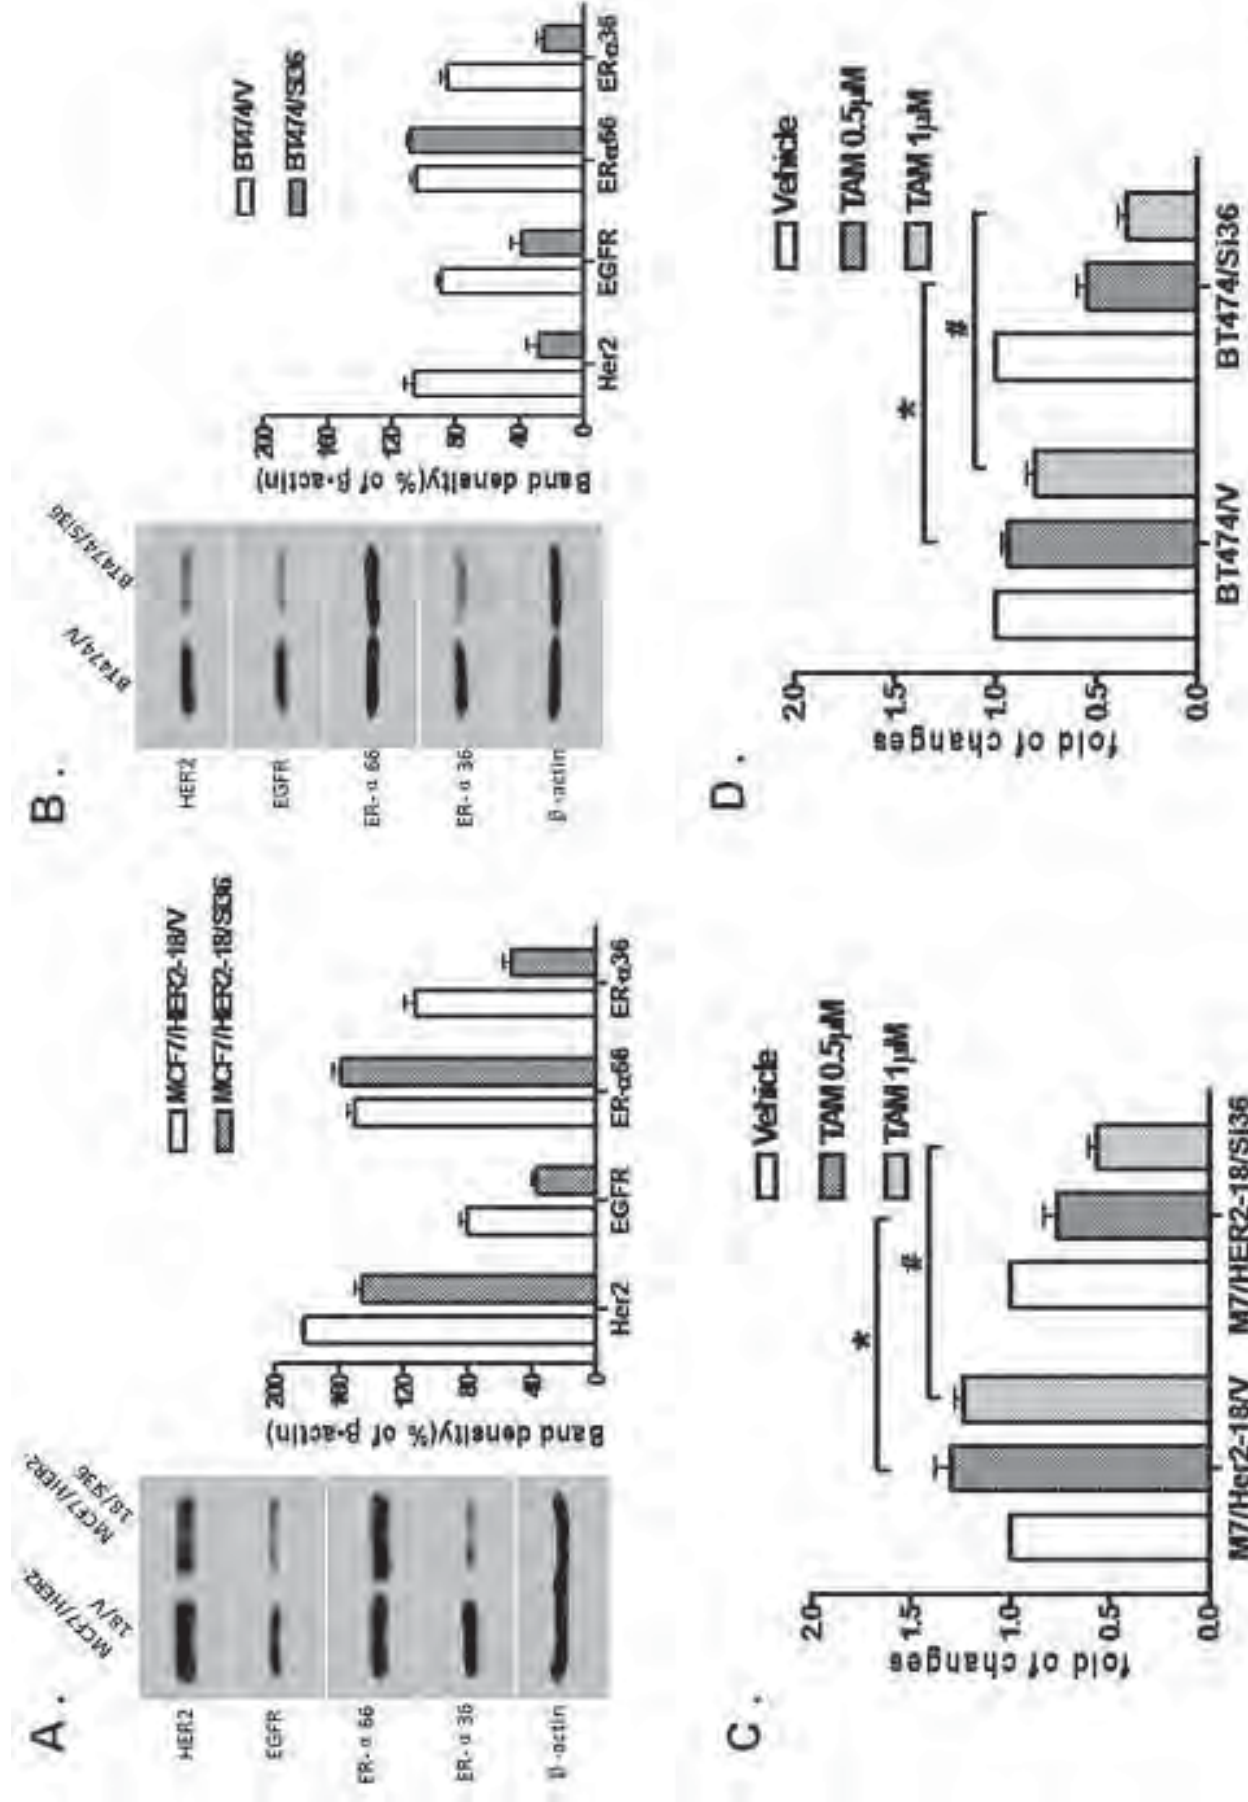 A.
MCF7/HER2-
18/V
MCF7/HER2-
18/Si36
HER2
EGFR
ER-α 66
ER-α 36
β-actin
Band density(% of β-actin)
200
160
120
80
40
0
Her2
EGFR
ER-α66
ER-α36
MCF7/HER2-18/V
MCF7/HER2-18/Si36
B.
BT474/V
BT474/Si36
HER2
EGFR
ER-α 66
ER-α 36
β-actin
Band density(% of β-actin)
200
160
120
80
40
0
Her2
EGFR
ERα66
ERα36
BT474/V
BT474/Si36
C.
fold of changes
2.0
1.5
1.0
0.5
0.0
*
#
M7/Her2-18/V
M7/HER2-18/Si36
Vehicle
TAM 0.5μM
TAM 1μM
D.
fold of changes
2.0
1.5
1.0
0.5
0.0
*
#
BT474/V
BT474/Si36
Vehicle
TAM 0.5μM
TAM 1μM